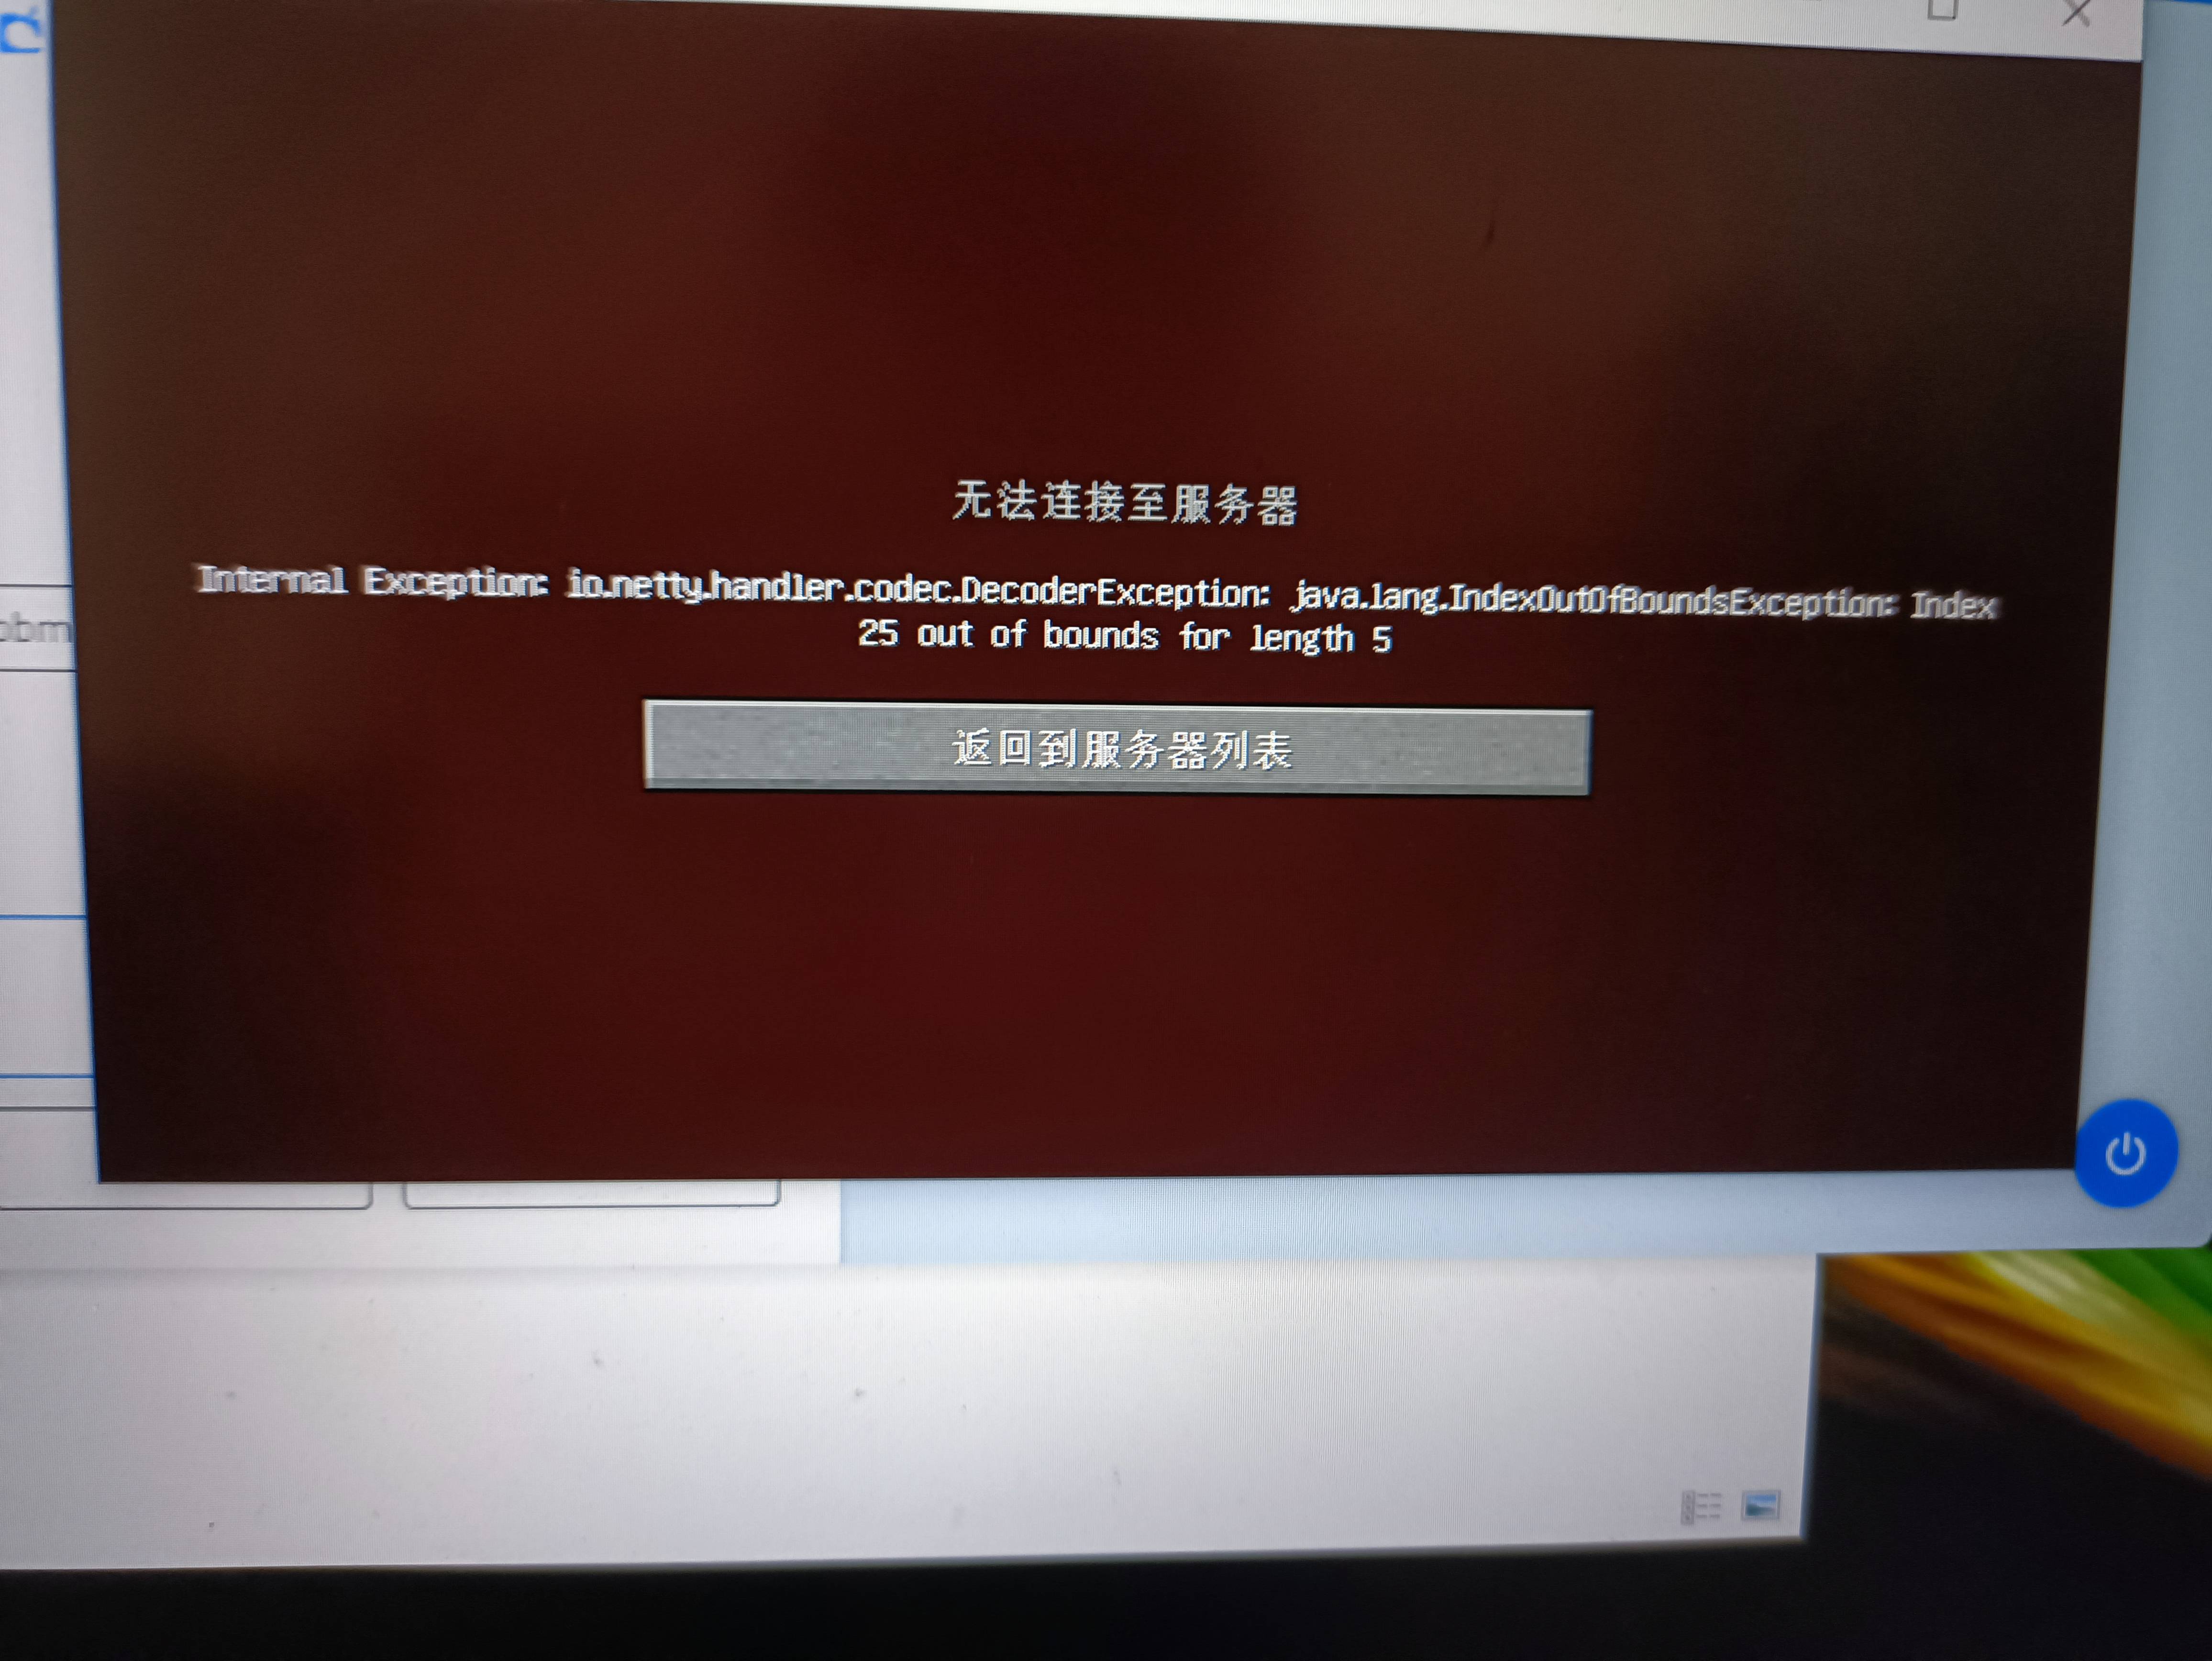 无法连接至服务器
Internal Exception: io.netty.handler.codec.DecoderException: java.lang.IndexOutOfBoundsException: Index
25 out of bounds for length 5
返回到服务器列表